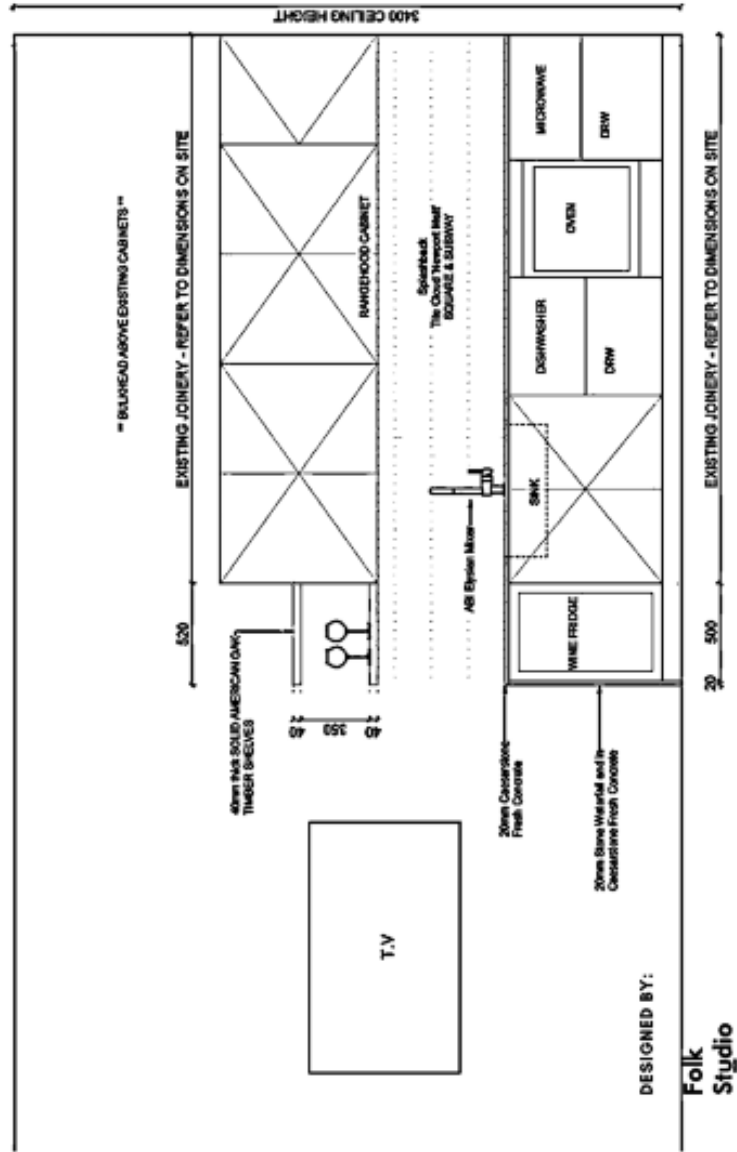 3400 CEILING HEIGHT
** BULKHEAD ABOVE EXISTING CABINETS **
520
EXISTING JOINERY - REFER TO DIMENSIONS ON SITE
40mm thick SOLID AMERICAN OAK
TIMBER SHELVES
40
350
40
RANGEHOOD CABINET
Splashback
Tile Cloud 'Newport Matt'
SQUARE & SUBWAY
T.V
ABI Elysian Mixer
20mm Caesarstone
Fresh Concrete
20mm Stone Waterfall end in
Caesarstone Fresh Concrete
WINE FRIDGE
SINK
DISHWASHER
DRW
OVEN
MICROWAVE
DRW
20
500
EXISTING JOINERY - REFER TO DIMENSIONS ON SITE
DESIGNED BY:
Folk
Studio